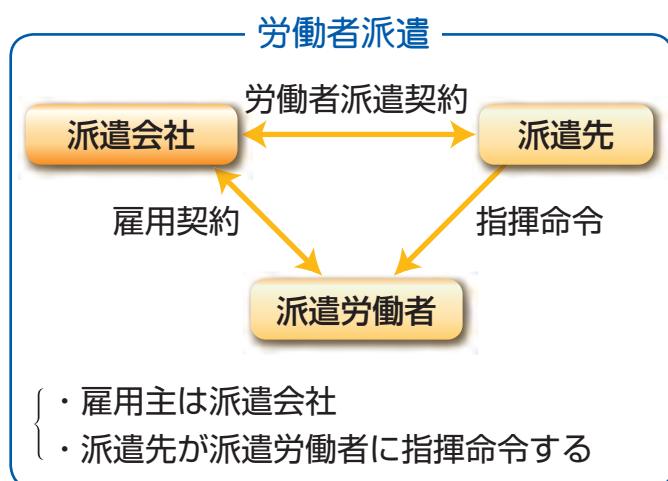 労働者派遣
労働者派遣契約
派遣会社
派遣先
雇用契約
指揮命令
派遣労働者
・雇用主は派遣会社
・派遣先が派遣労働者に指揮命令する